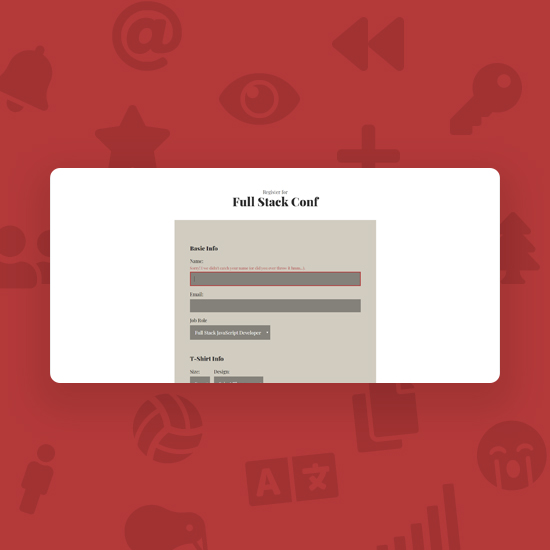 @
Register for
Full Stack Conf
Basic Info
Name:
Email:
Job Role
Full Stack JavaScript Developer
T-Shirt Info
Size: Design:
A 文